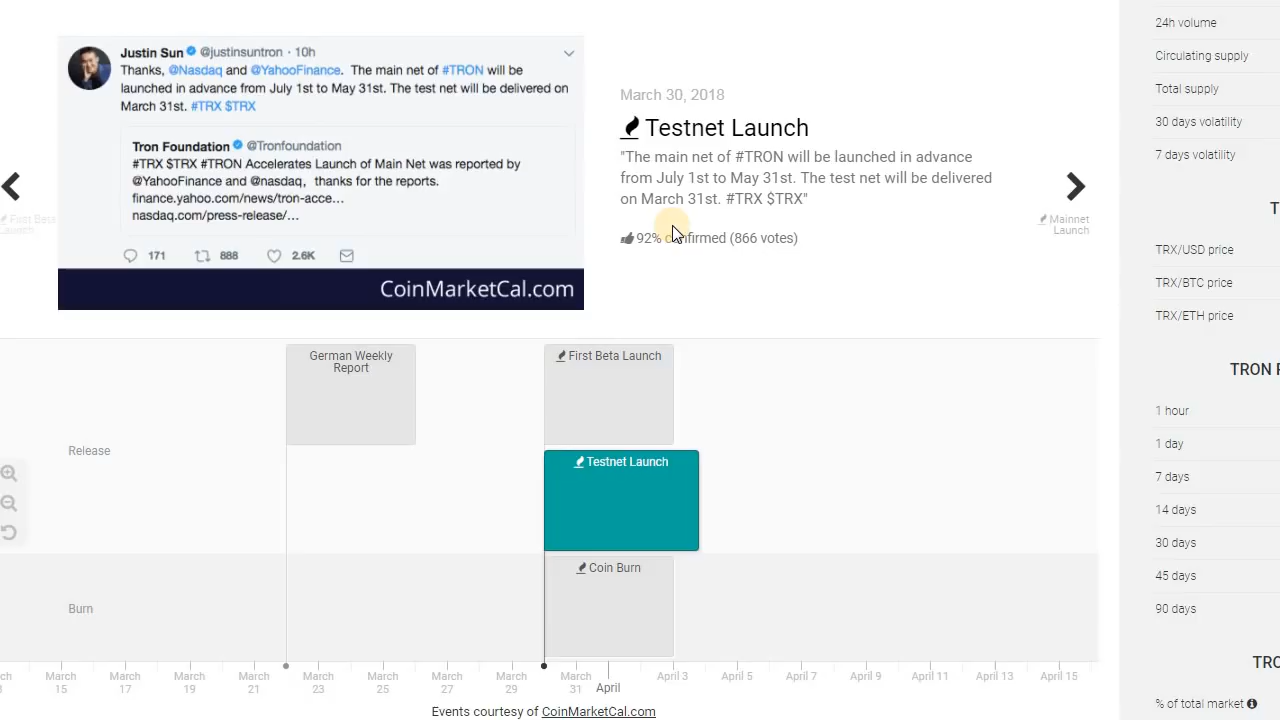 Justin Sun @justinsuntron · 10h
Thanks, @Nasdaq and @YahooFinance. The main net of #TRON will be
launched in advance from July 1st to May 31st. The test net will be delivered on
March 31st. #TRX $TRX
Tron Foundation @Tronfoundation
#TRX $TRX #TRON Accelerates Launch of Main Net was reported by
@YahooFinance and @nasdaq, thanks for the reports.
finance.yahoo.com/news/tron-acce...
nasdaq.com/press-release/...
171 888 2.6K
CoinMarketCal.com
First Beta
Launch
March 30, 2018
Testnet Launch
"The main net of #TRON will be launched in advance
from July 1st to May 31st. The test net will be delivered
on March 31st. #TRX $TRX"
92% confirmed (866 votes)
Mainnet
Launch
German Weekly
Report
First Beta Launch
Release
Testnet Launch
Coin Burn
Burn
March
15
March
17
March
19
March
21
March
23
March
25
March
27
March
29
March
31
April
April 3
April 5
April 7
April 9
April 11
April 13
April 15
Events courtesy of CoinMarketCal.com
24h volume
Circulating supply
Total supply
30 days volatility
7 days volatility
TRX/USD price
TRX/BTC price
TRX/ETH price
TRON
1 hour
1 day
7 days
14 days
30 days
45 days
90 days
% of total market